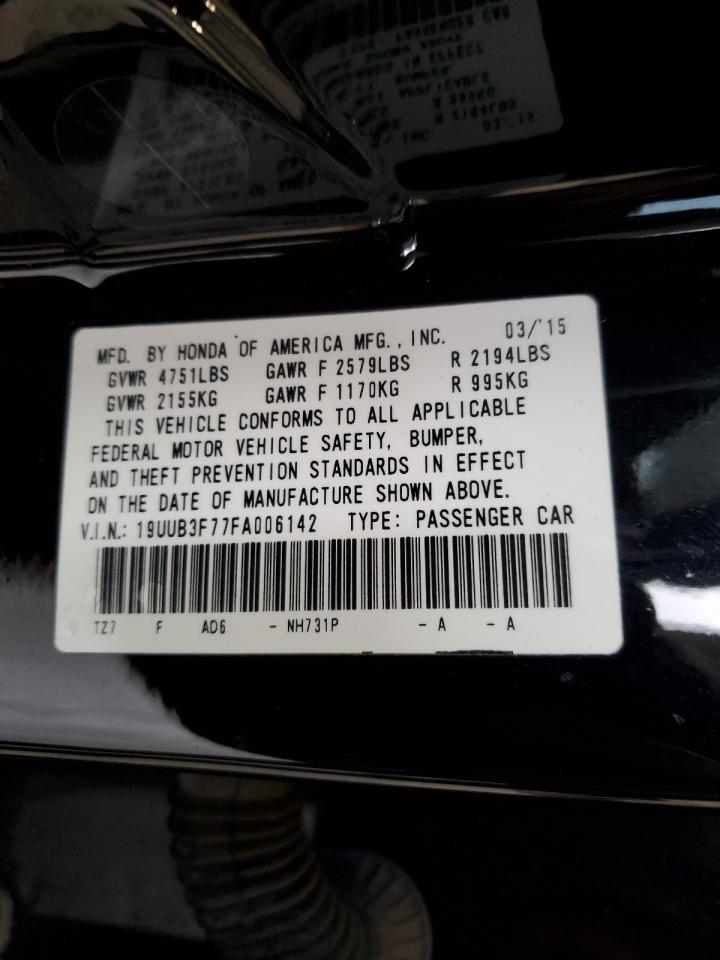 MFD. BY HONDA OF AMERICA MFG., INC. 03/'15
GVWR 4751LBS GAWR F 2579LBS R 2194LBS
GVWR 2155KG GAWR F 1170KG R 995KG
THIS VEHICLE CONFORMS TO ALL APPLICABLE
FEDERAL MOTOR VEHICLE SAFETY, BUMPER,
AND THEFT PREVENTION STANDARDS IN EFFECT
ON THE DATE OF MANUFACTURE SHOWN ABOVE.
V.I.N.: 19UUB3F77FA006142 TYPE: PASSENGER CAR
TZ7 F AD6 - NH731P - A - A